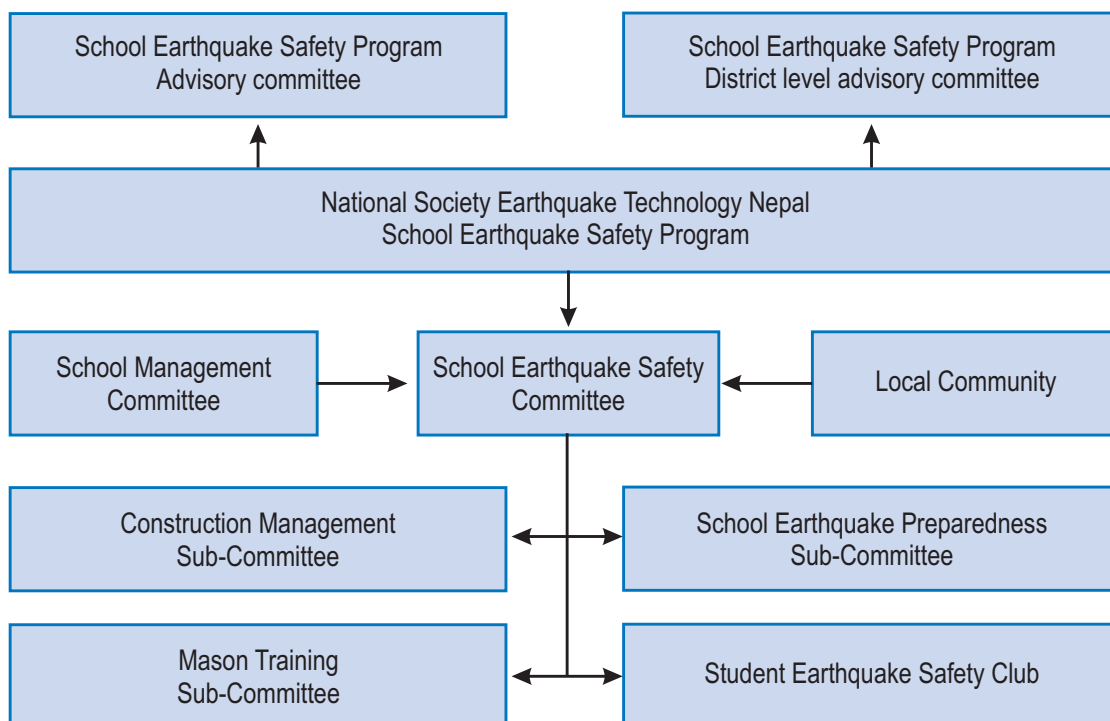 School Earthquake Safety Program
Advisory committee
School Earthquake Safety Program
District level advisory committee
National Society Earthquake Technology Nepal
School Earthquake Safety Program
School Management
Committee
School Earthquake Safety
Committee
Local Community
Construction Management
Sub-Committee
School Earthquake Preparedness
Sub-Committee
Mason Training
Sub-Committee
Student Earthquake Safety Club